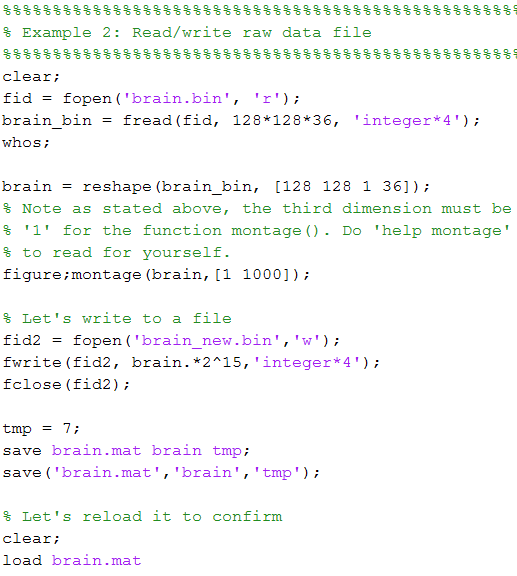 %%%%%%%%%%%%%%%%%%%%%%%%%%%%%%%%%%%%%%%%%%%%%%%%%%%%
% Example 2: Read/write raw data file
%%%%%%%%%%%%%%%%%%%%%%%%%%%%%%%%%%%%%%%%%%%%%%%%%%%%
clear;
fid = fopen('brain.bin', 'r');
brain_bin = fread(fid, 128*128*36, 'integer*4');
whos;
brain = reshape(brain_bin, [128 128 1 36]);
% Note as stated above, the third dimension must be
% '1' for the function montage(). Do 'help montage'
% to read for yourself.
figure;montage(brain,[1 1000]);
% Let's write to a file
fid2 = fopen('brain_new.bin','w');
fwrite(fid2, brain.*2^15,'integer*4');
fclose(fid2);
tmp = 7;
save brain.mat brain tmp;
save('brain.mat','brain','tmp');
% Let's reload it to confirm
clear;
load brain.mat